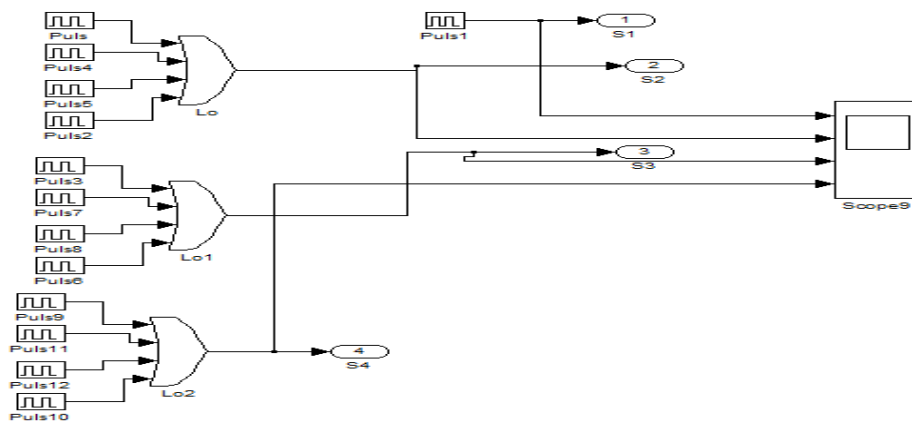 Puls
Puls4
Puls5
Puls2
Lo
Puls1
1
S1
2
S2
3
S3
Scope9
Puls3
Puls7
Puls8
Puls6
Lo1
Puls9
Puls11
Puls12
Puls10
Lo2
4
S4